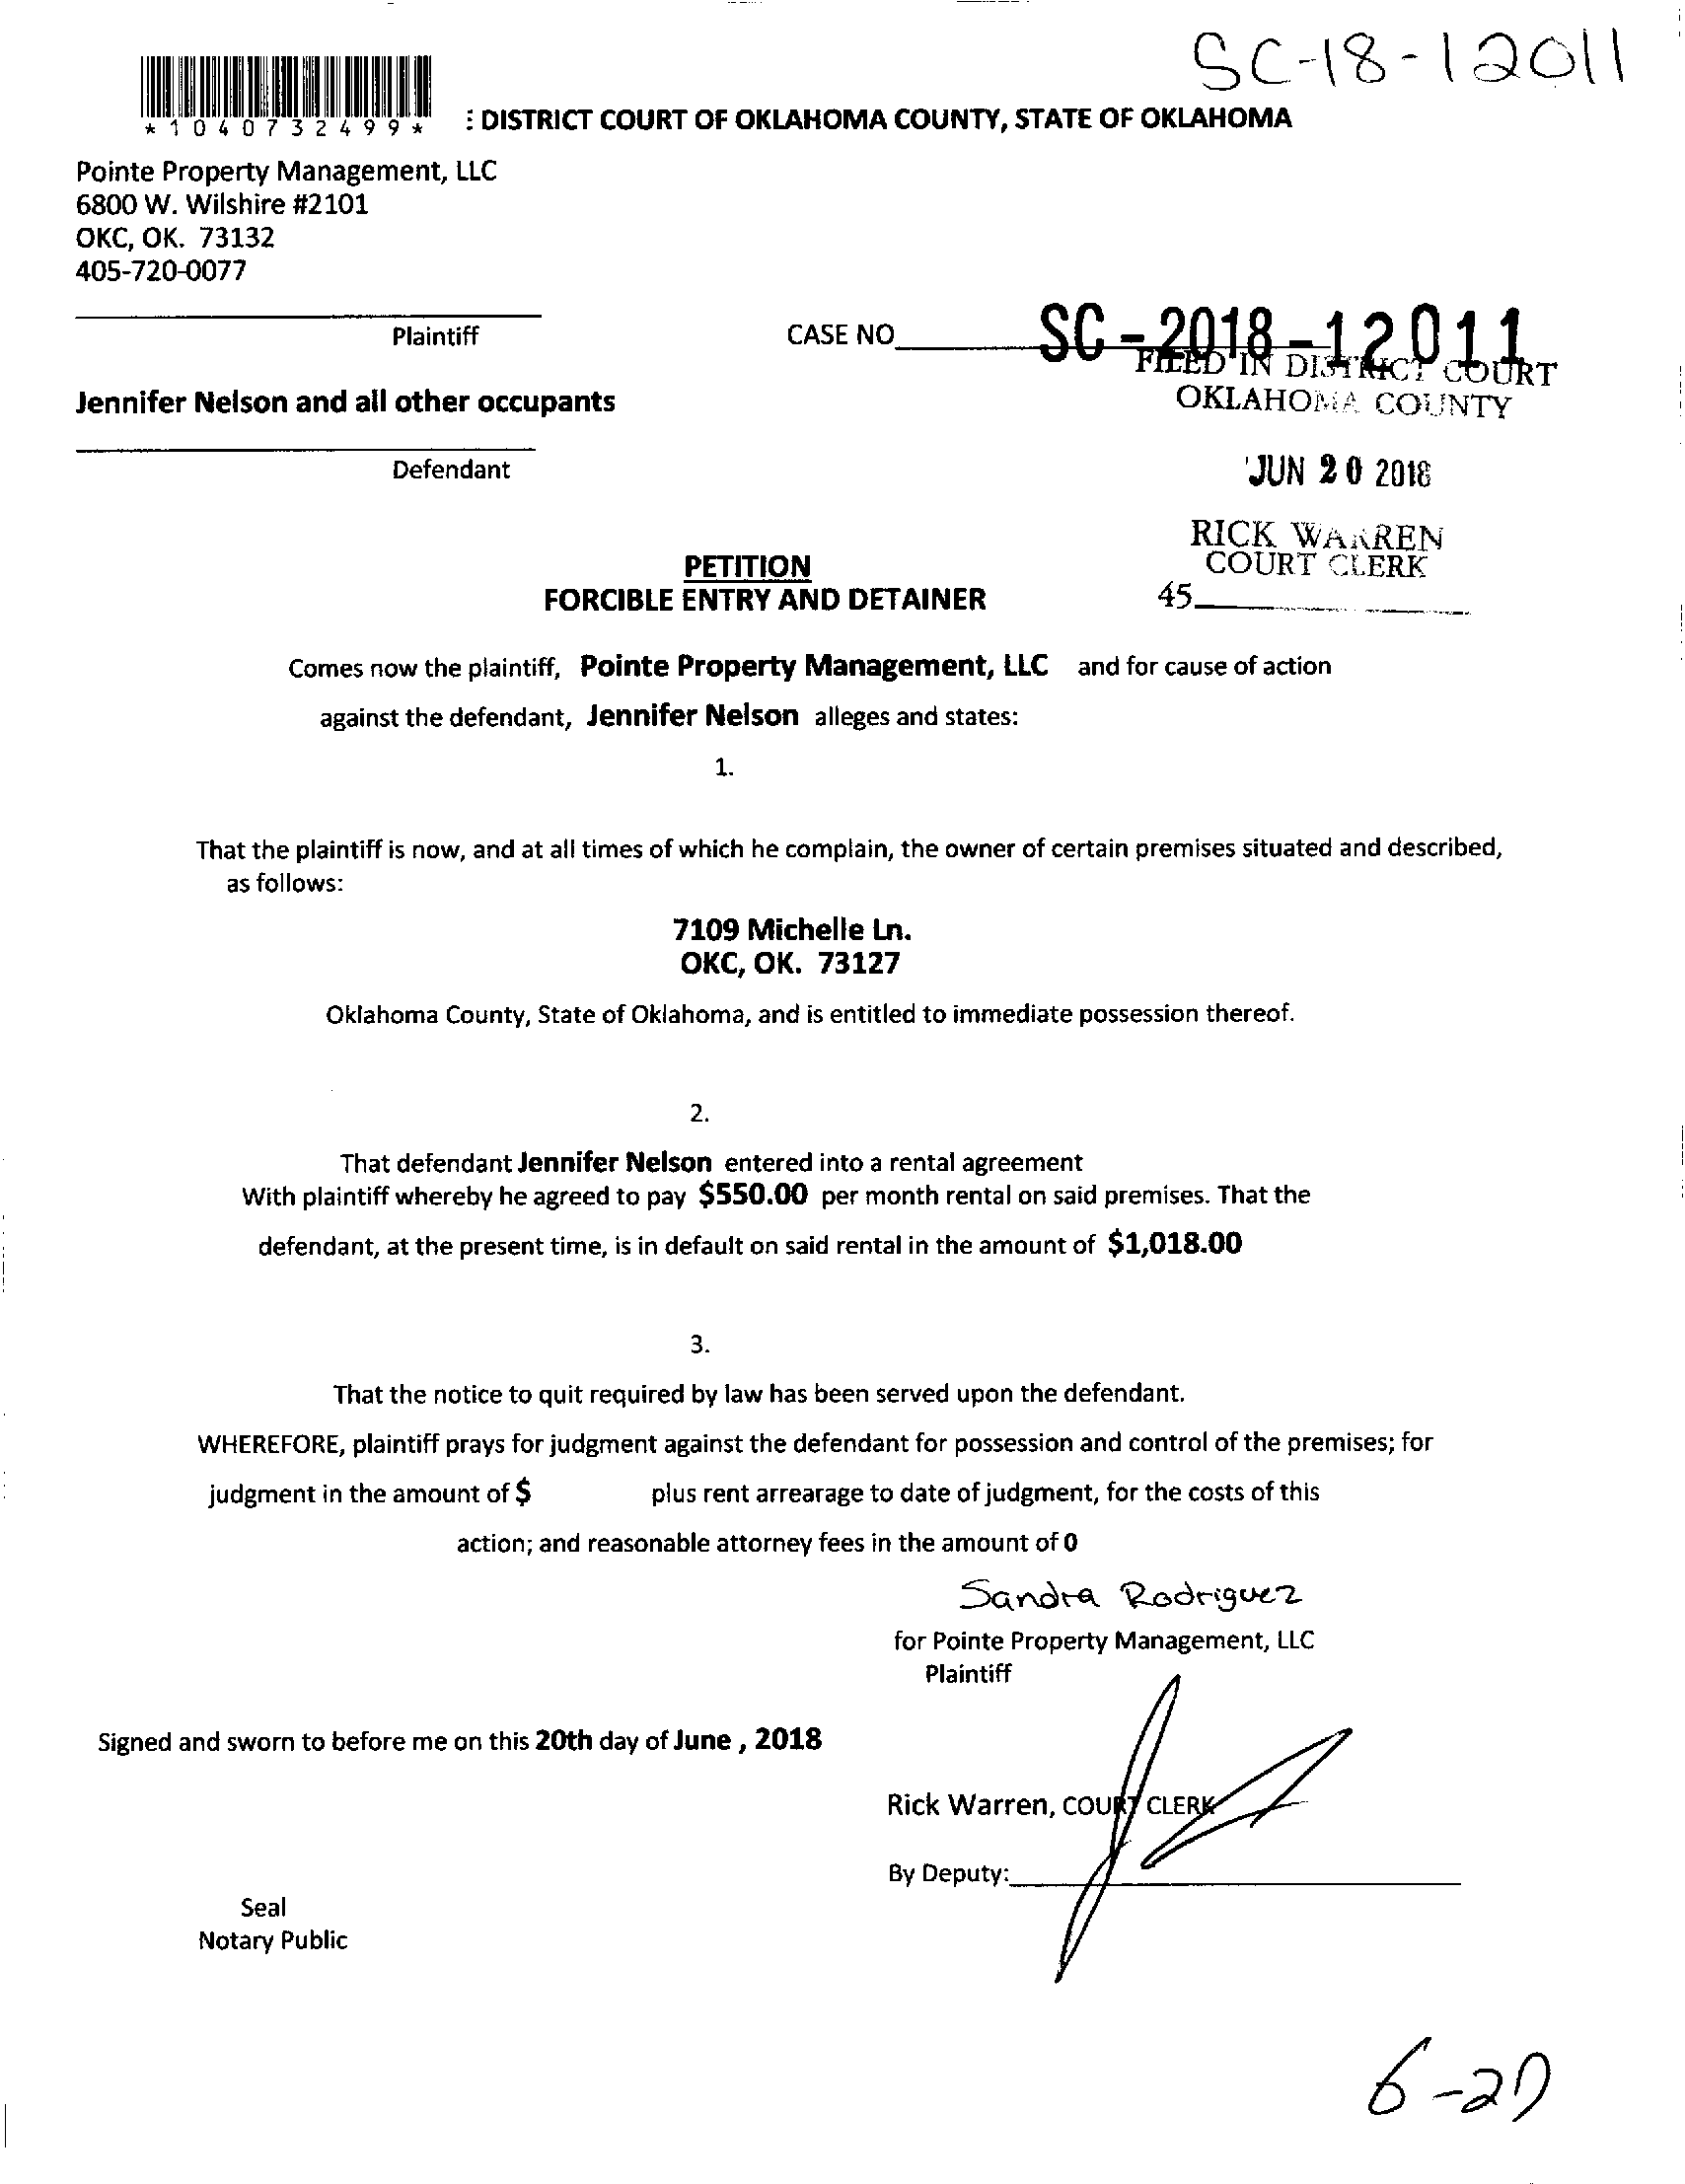 SC-18-12011
*1040732499*
: DISTRICT COURT OF OKLAHOMA COUNTY, STATE OF OKLAHOMA
Pointe Property Management, LLC
6800 W. Wilshire #2101
OKC, OK. 73132
405-720-0077
Plaintiff
CASE NO. SC-2018-12011
FILED IN DISTRICT COURT
OKLAHOMA COUNTY
Jennifer Nelson and all other occupants
Defendant
JUN 20 2018
RICK WARREN
COURT CLERK
45
PETITION
FORCIBLE ENTRY AND DETAINER
Comes now the plaintiff, Pointe Property Management, LLC and for cause of action
against the defendant, Jennifer Nelson alleges and states:
1.
That the plaintiff is now, and at all times of which he complain, the owner of certain premises situated and described,
as follows:
7109 Michelle Ln.
OKC, OK. 73127
Oklahoma County, State of Oklahoma, and is entitled to immediate possession thereof.
2.
That defendant Jennifer Nelson entered into a rental agreement
With plaintiff whereby he agreed to pay $550.00 per month rental on said premises. That the
defendant, at the present time, is in default on said rental in the amount of $1,018.00
3.
That the notice to quit required by law has been served upon the defendant.
WHEREFORE, plaintiff prays for judgment against the defendant for possession and control of the premises; for
judgment in the amount of $ plus rent arrearage to date of judgment, for the costs of this
action; and reasonable attorney fees in the amount of 0
Sandra Rodriguez
for Pointe Property Management, LLC
Plaintiff
Signed and sworn to before me on this 20th day of June , 2018
Rick Warren, COURT CLERK
By Deputy:
Seal
Notary Public